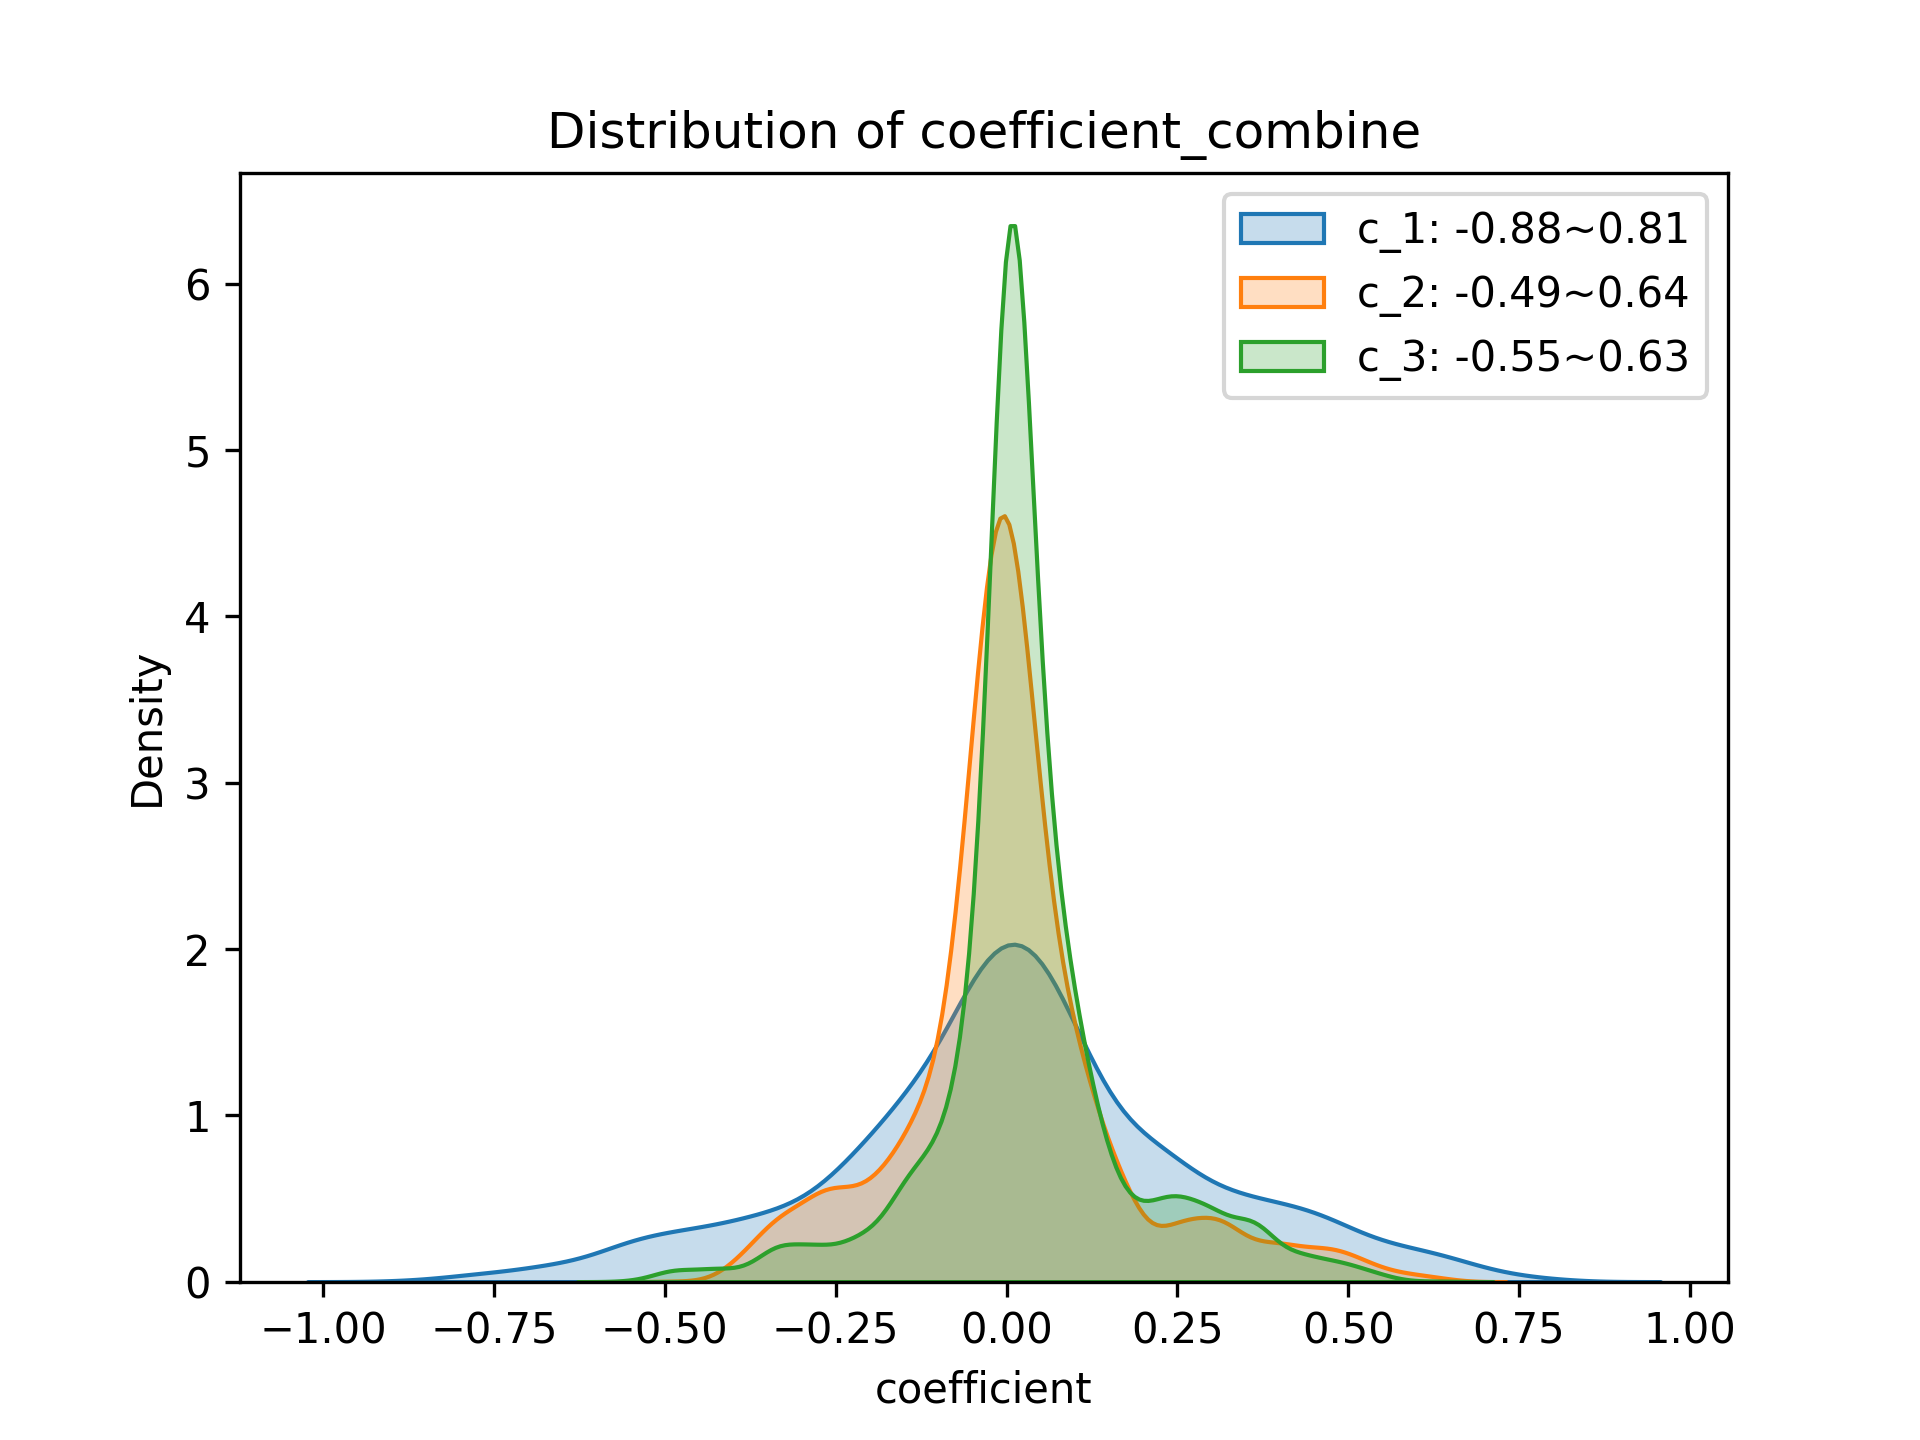 Distribution of coefficient_combine
c_1: -0.88~0.81
c_2: -0.49~0.64
c_3: -0.55~0.63
Density
6
5
4
3
2
1
0
−1.00 −0.75 −0.50 −0.25 0.00 0.25 0.50 0.75 1.00
coefficient